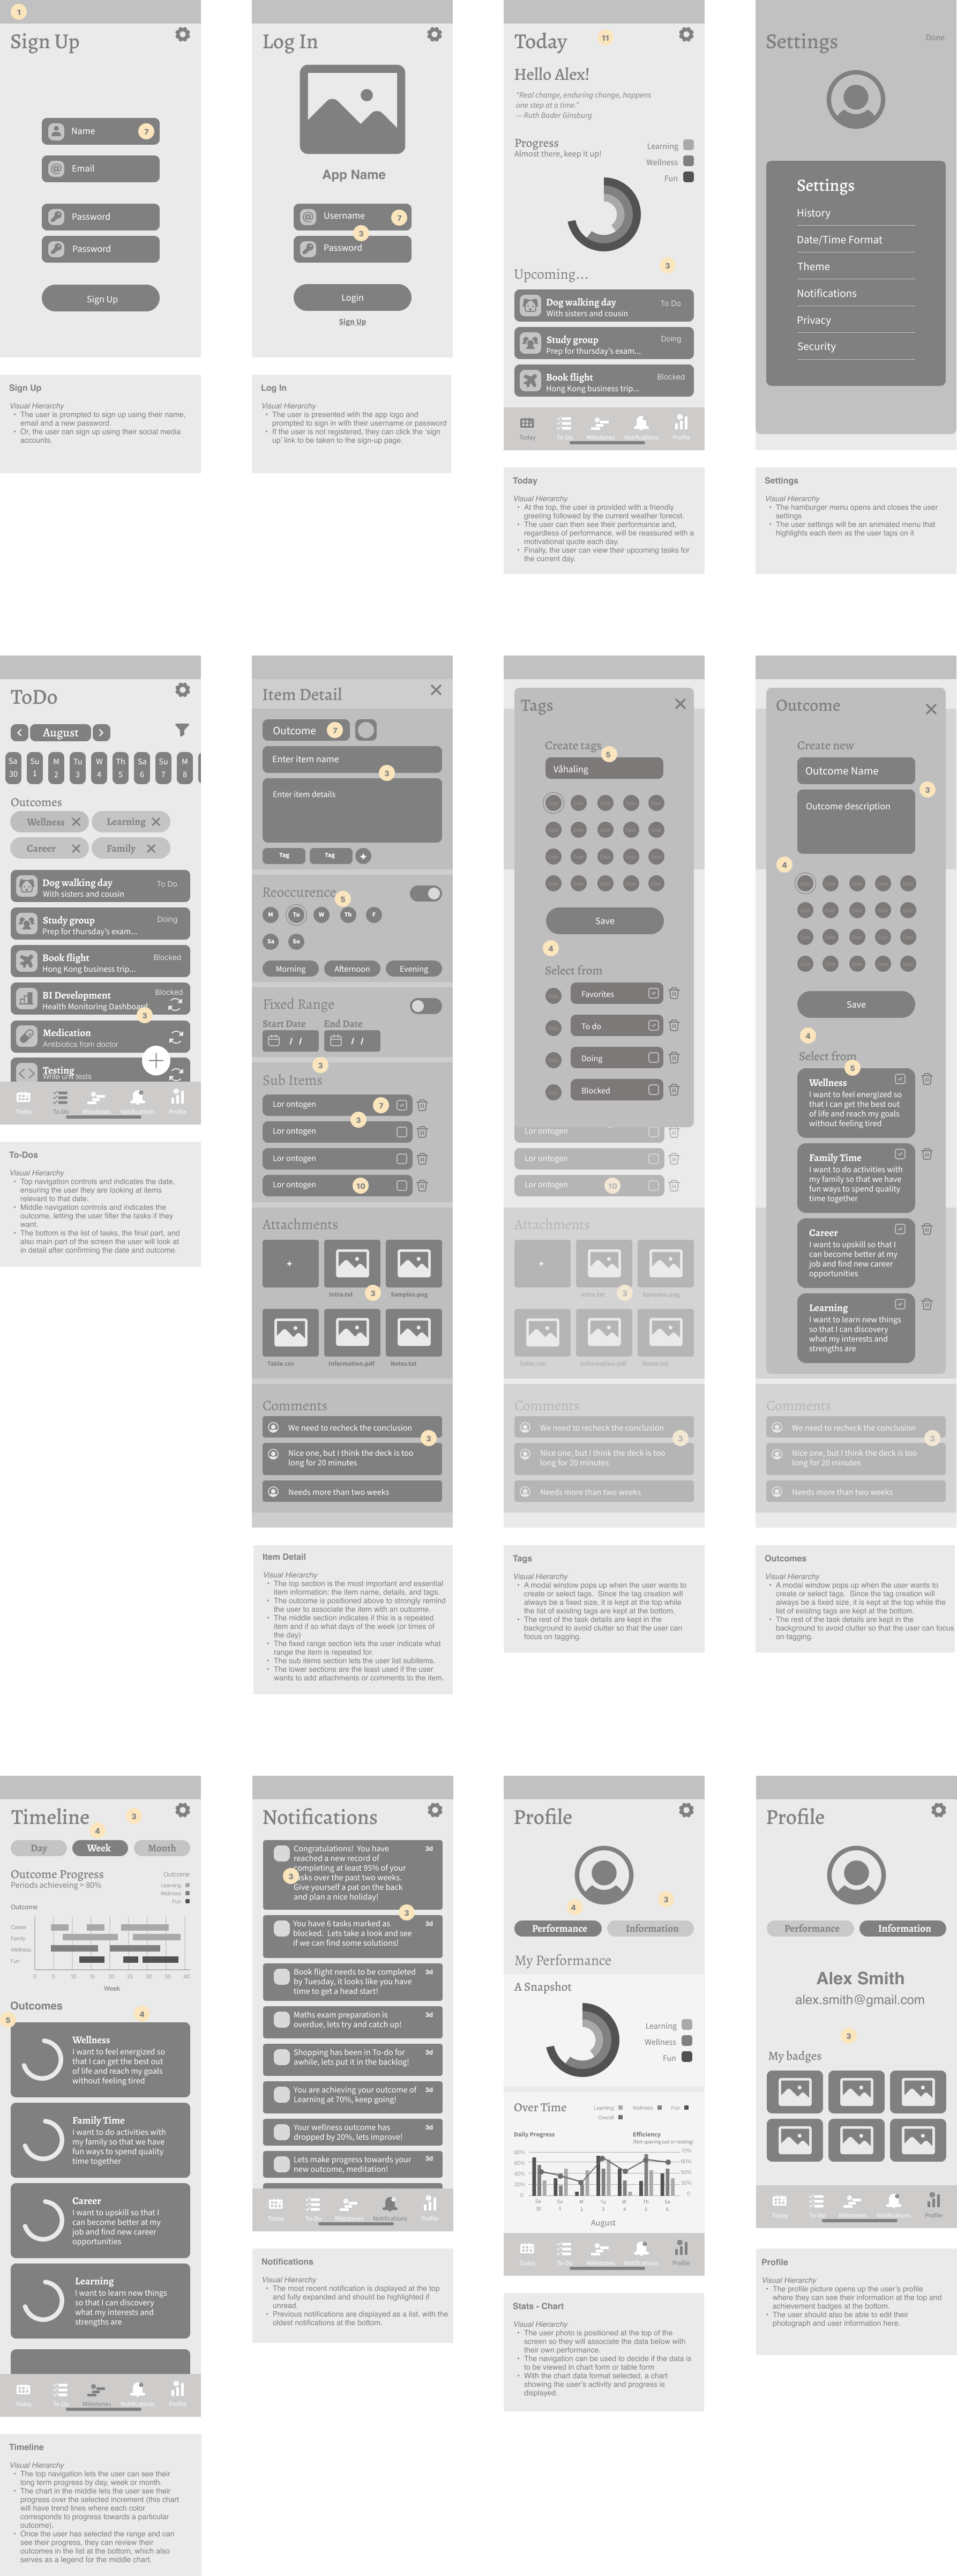 1
Sign Up
Name
7
Email
Password
Password
Sign Up
Sign Up
Visual Hierarchy
• The user is prompted to sign up using their name,
email and a new password.
• Or, the user can sign up using their social media
accounts.
Log In
App Name
Username
7
3
Password
Login
Sign Up
Log In
Visual Hierarchy
• The user is presented wtih the app logo and
prompted to sign in with their username or password
• If the user is not registered, they can click the 'sign
up' link to be taken to the sign-up page.
Today
11
Hello Alex!
"Real change, enduring change, happens
one step at a time."
— Ruth Bader Ginsburg
Progress
Almost there, keep it up!
Learning
Wellness
Fun
3
Upcoming...
Dog walking day
To Do
With sisters and cousin
Study group
Doing
Prep for thursday's exam...
Book flight
Blocked
Hong Kong business trip...
Today
To-Do
Milestones
Notifications
Profile
Today
Visual Hierarchy
• At the top, the user is provided with a friendly
greeting followed by the current weather forecst.
• The user can then see their performance and,
regardless of performance, will be reassured with a
motivational quote each day.
• Finally, the user can view their upcoming tasks for
the current day.
Settings
Done
Settings
History
Date/Time Format
Theme
Notifications
Privacy
Security
Settings
Visual Hierarchy
• The hamburger menu opens and closes the user
settings
• The user settings will be an animated menu that
highlights each item as the user taps on it
ToDo
August
Sa Su M Tu W Th Sa Su M
30 1 2 3 4 5 6 7 8
Outcomes
Wellness
Learning
Career
Family
Dog walking day
To Do
With sisters and cousin
Study group
Doing
Prep for thursday's exam...
Book flight
Blocked
Hong Kong business trip...
BI Development
Blocked
Health Monitoring Dashboard
3
Medication
Antibiotics from doctor
Testing
Write unit tests
Today
To-Do
Milestones
Notifications
Profile
To-Dos
Visual Hierarchy
• Top navigation controls and indicates the date,
ensuring the user they are looking at items
relevant to that date.
• Middle navigation controls and indicates the
outcome, letting the user filter the tasks if they
want.
• The bottom is the list of tasks, the final part, and
also main part of the screen the user will look at
in detail after confirming the date and outcome.
Item Detail
Outcome
7
Enter item name
3
Enter item details
Tag
Tag
+
Reoccurence
5
M Tu W Th F
Sa Su
Morning
Afternoon
Evening
Fixed Range
Start Date
End Date
/ /
/ /
3
Sub Items
Lor ontogen
7
3
Lor ontogen
Lor ontogen
Lor ontogen
10
Attachments
+
Intro.txt
3
Samples.png
Table.csv
Information.pdf
Notes.txt
Comments
We need to recheck the conclusion
3
Nice one, but I think the deck is too
long for 20 minutes
Needs more than two weeks
Item Detail
Visual Hierarchy
• The top section is the most important and essential
item information: the item name, details, and tags.
• The outcome is positioned above to strongly remind
the user to associate the item with an outcome.
• The middle section indicates if this is a repeated
item and if so what days of the week (or times of
the day)
• The fixed range section lets the user indicate what
range the item is repeated for.
• The sub items section lets the user list subitems.
• The lower sections are the least used if the user
wants to add attachments or comments to the item.
Tags
Create tags
5
Våhaling
Save
4
Select from
Favorites
To do
Doing
Blocked
Lor ontogen
Lor ontogen
Lor ontogen
10
Attachments
+
Intro.txt
3
Samples.png
Table.csv
Information.pdf
Notes.txt
Comments
We need to recheck the conclusion
3
Nice one, but I think the deck is too
long for 20 minutes
Needs more than two weeks
Tags
Visual Hierarchy
• A modal window pops up when the user wants to
create or select tags. Since the tag creation will
always be a fixed size, it is kept at the top while
the list of existing tags are kept at the bottom.
• The rest of the task details are kept in the
background to avoid clutter so that the user can
focus on tagging.
Outcome
Create new
Outcome Name
3
Outcome description
4
Save
4
Select from
5
Wellness
I want to feel energized so
that I can get the best out
of life and reach my goals
without feeling tired
Family Time
I want to do activities with
my family so that we have
fun ways to spend quality
time together
Career
I want to upskill so that I
can become better at my
job and find new career
opportunities
Learning
I want to learn new things
so that I can discover
what my interests and
strengths are
Comments
We need to recheck the conclusion
3
Nice one, but I think the deck is too
long for 20 minutes
Needs more than two weeks
Outcomes
Visual Hierarchy
• A modal window pops up when the user wants to
create or select tags. Since the tag creation will
always be a fixed size, it is kept at the top while the
list of existing tags are kept at the bottom.
• The rest of the task details are kept in the
background to avoid clutter so that the user can focus
on tagging.
Timeline
3
4
Day
Week
Month
Outcome Progress
Periods achieveing > 80%
Outcome
Learning
Wellness
Fun
Outcome
Career
Family
Wellness
Fun
0 5 10 15 20 25 30 35 40
Week
Outcomes
4
5
Wellness
I want to feel energized so
that I can get the best out
of life and reach my goals
without feeling tired
Family Time
I want to do activities with
my family so that we have
fun ways to spend quality
time together
Career
I want to upskill so that I
can become better at my
job and find new career
opportunities
Learning
I want to learn new things
so that I can discover
what my interests and
strengths are
Today
To-Do
Milestones
Notifications
Profile
Timeline
Visual Hierarchy
• The top navigation lets the user can see their
long term progress by day, week or month.
• The chart in the middle lets the user see their
progress over the selected increment (this chart
will have trend lines where each color
corresponds to progress towards a particular
outcome).
• Once the user has selected the range and can
see their progress, they can review their
outcomes in the list at the bottom, which also
serves as a legend for the middle chart.
Notifications
Congratulations! You have
3d
reached a new record of
completing at least 95% of your
3
tasks over the past two weeks.
Give yourself a pat on the back
and plan a nice holiday!
3
You have 6 tasks marked as
3d
blocked. Lets take a look and see
if we can find some solutions!
Book flight needs to be completed
3d
by Tuesday, it looks like you have
time to get a head start!
Maths exam preparation is
3d
overdue, lets try and catch up!
Shopping has been in To-do for
3d
awhile, lets put it in the backlog!
You are achieving your outcome of
3d
Learning at 70%, keep going!
Your wellness outcome has
3d
dropped by 20%, lets improve!
Lets make progress towards your
3d
new outcome, meditation!
Today
To-Do
Milestones
Notifications
Profile
Notifications
Visual Hierarchy
• The most recent notification is displayed at the top
and fully expanded and should be highlighted if
unread.
• Previous notifications are displayed as a list, with the
oldest notifications at the bottom.
Profile
4
3
Performance
Information
My Performance
A Snapshot
Learning
Wellness
Fun
Over Time
Learning
Wellness
Fun
Overall
Daily Progress
Efficiency
(Not spacing out or resting)
80%
60%
40%
20%
0
70%
60%
50%
30%
0
Sa Su M Tu W Th Sa
30 1 2 3 4 5 6
August
Today
To-Do
Milestones
Notifications
Profile
Stats - Chart
Visual Hierarchy
• The user photo is positioned at the top of the
screen so they will associate the data below with
their own performance.
• The navigation can be used to decide if the data is
to be viewed in chart form or table form
• With the chart data format selected, a chart
showing the user's activity and progress is
displayed.
Profile
Performance
Information
Alex Smith
alex.smith@gmail.com
3
My badges
Today
To-Do
Milestones
Notifications
Profile
Profile
Visual Hierarchy
• The profile picture opens up the user's profile
where they can see their information at the top and
achievement badges at the bottom.
• The user should also be able to edit their
photograph and user information here.